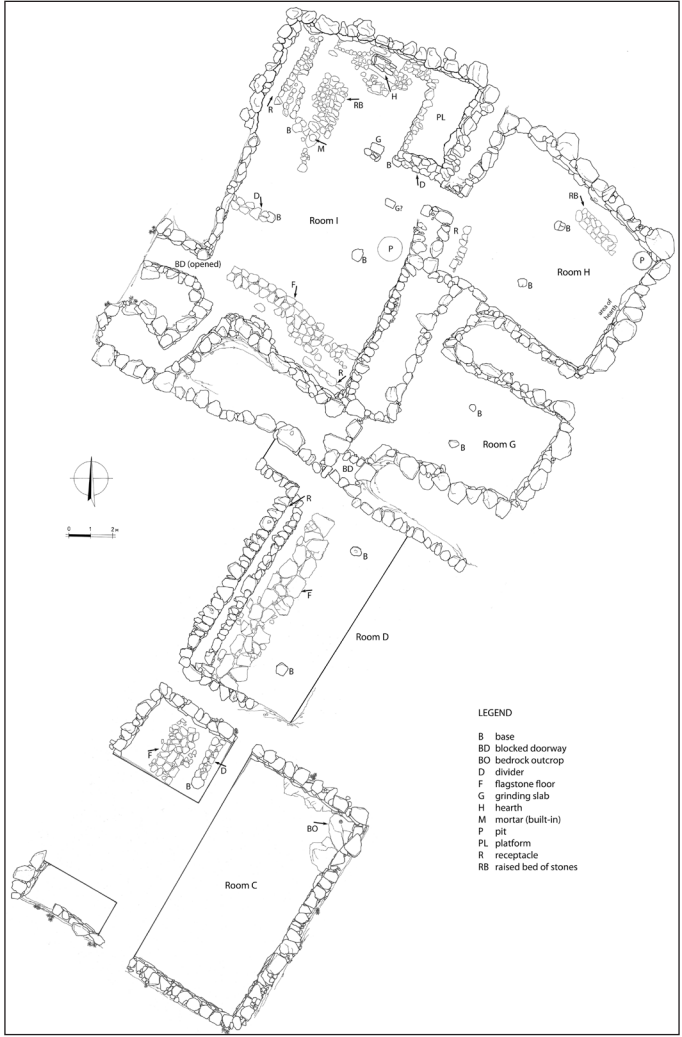 H
R
RB
PL
B
M
G
B
D
D
B
G?
RB
Room I
R
B
P
B
BD (opened)
Room H
P
F
B
area of
hearth
R
B
B
Room G
BD
0 1 2 m
R
B
F
Room D
B
F
D
B
BO
Room C
LEGEND
B base
BD blocked doorway
BO bedrock outcrop
D divider
F flagstone floor
G grinding slab
H hearth
M mortar (built-in)
P pit
PL platform
R receptacle
RB raised bed of stones